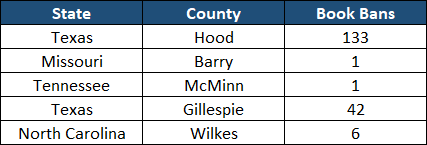 State County Book Bans
Texas Hood 133
Missouri Barry 1
Tennessee McMinn 1
Texas Gillespie 42
North Carolina Wilkes 6